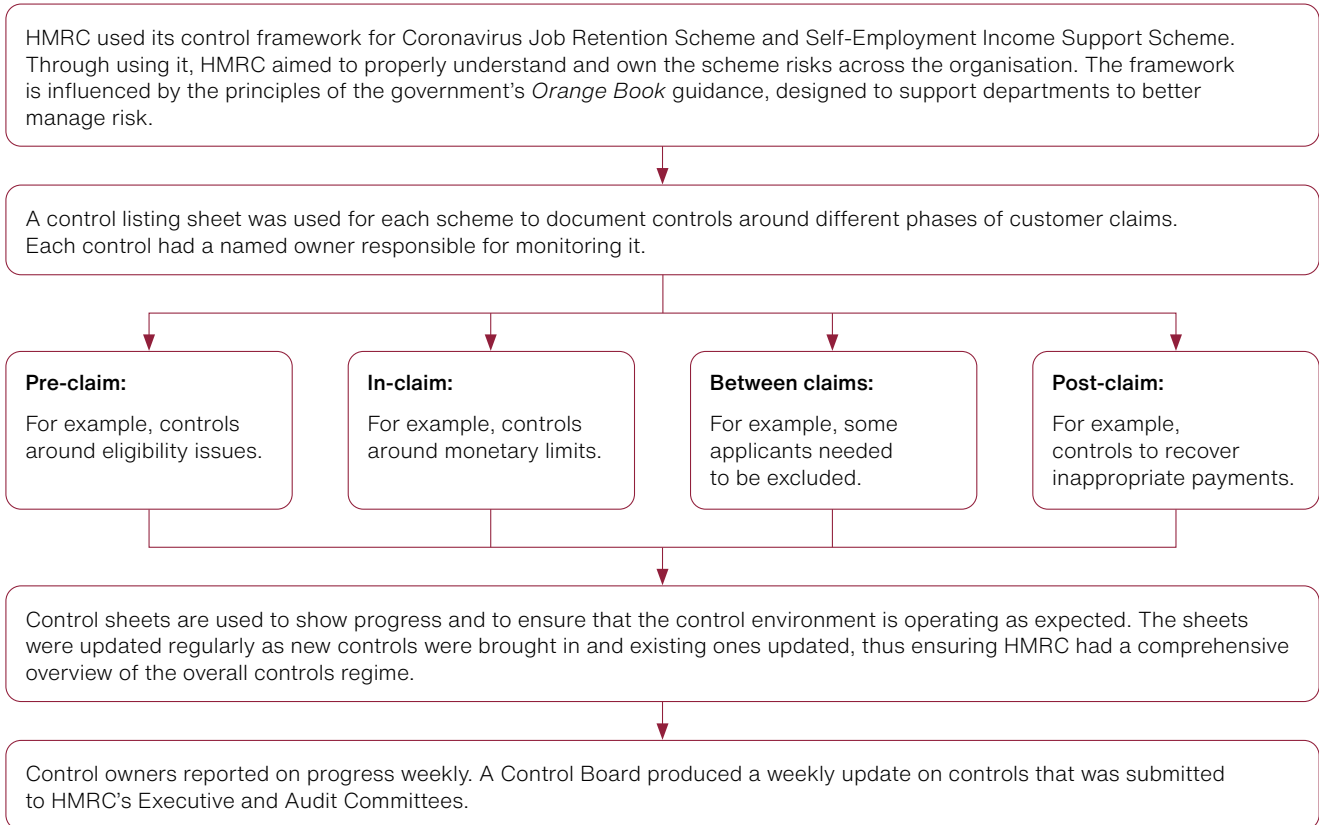 HMRC used its control framework for Coronavirus Job Retention Scheme and Self-Employment Income Support Scheme.
Through using it, HMRC aimed to properly understand and own the scheme risks across the organisation. The framework
is influenced by the principles of the government’s Orange Book guidance, designed to support departments to better
manage risk.
A control listing sheet was used for each scheme to document controls around different phases of customer claims.
Each control had a named owner responsible for monitoring it.
Pre-claim:
For example, controls
around eligibility issues.
In-claim:
For example, controls
around monetary limits.
Between claims:
For example, some
applicants needed
to be excluded.
Post-claim:
For example,
controls to recover
inappropriate payments.
Control sheets are used to show progress and to ensure that the control environment is operating as expected. The sheets
were updated regularly as new controls were brought in and existing ones updated, thus ensuring HMRC had a comprehensive
overview of the overall controls regime.
Control owners reported on progress weekly. A Control Board produced a weekly update on controls that was submitted
to HMRC’s Executive and Audit Committees.